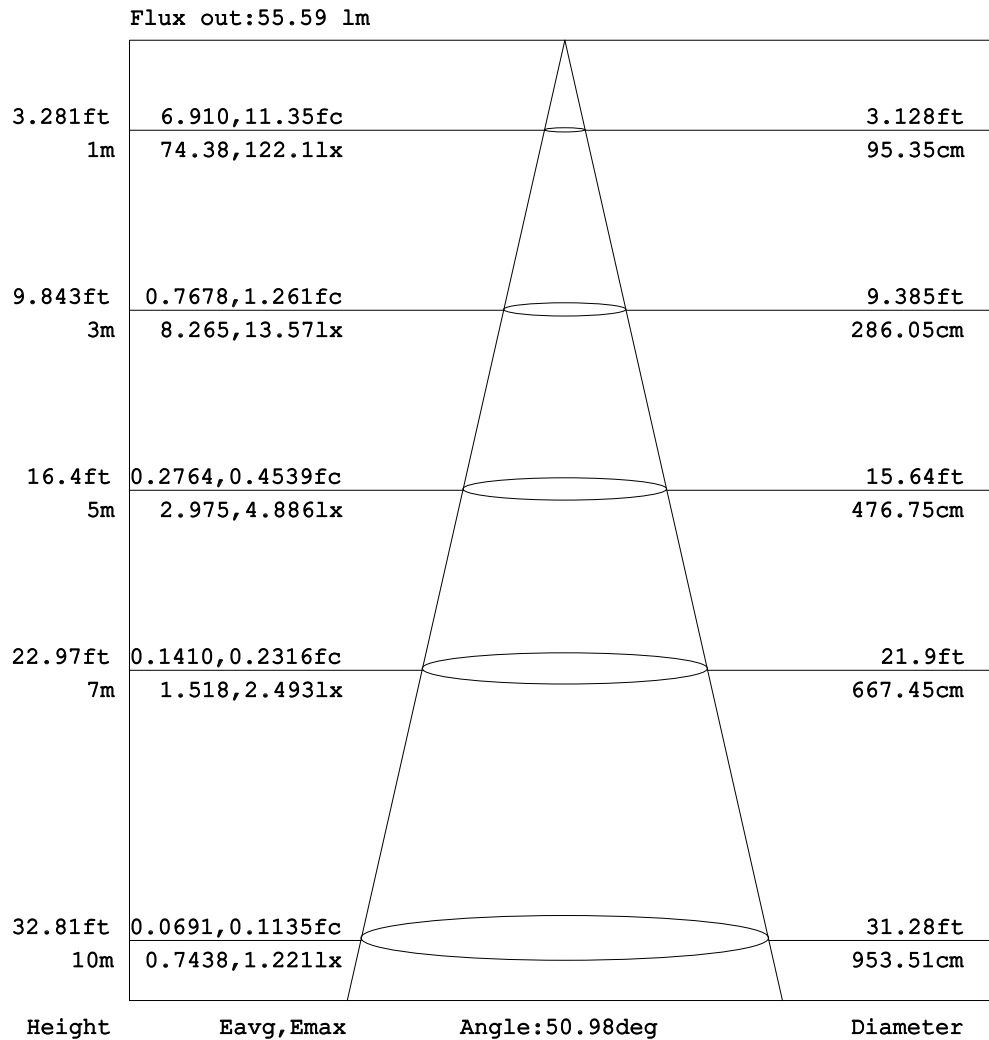 Flux out:55.59 lm
3.281ft 6.910,11.35fc 3.128ft
1m 74.38,122.1lx 95.35cm
9.843ft 0.7678,1.261fc 9.385ft
3m 8.265,13.57lx 286.05cm
16.4ft 0.2764,0.4539fc 15.64ft
5m 2.975,4.886lx 476.75cm
22.97ft 0.1410,0.2316fc 21.9ft
7m 1.518,2.493lx 667.45cm
32.81ft 0.0691,0.1135fc 31.28ft
10m 0.7438,1.221lx 953.51cm
Height Eavg,Emax Angle:50.98deg Diameter